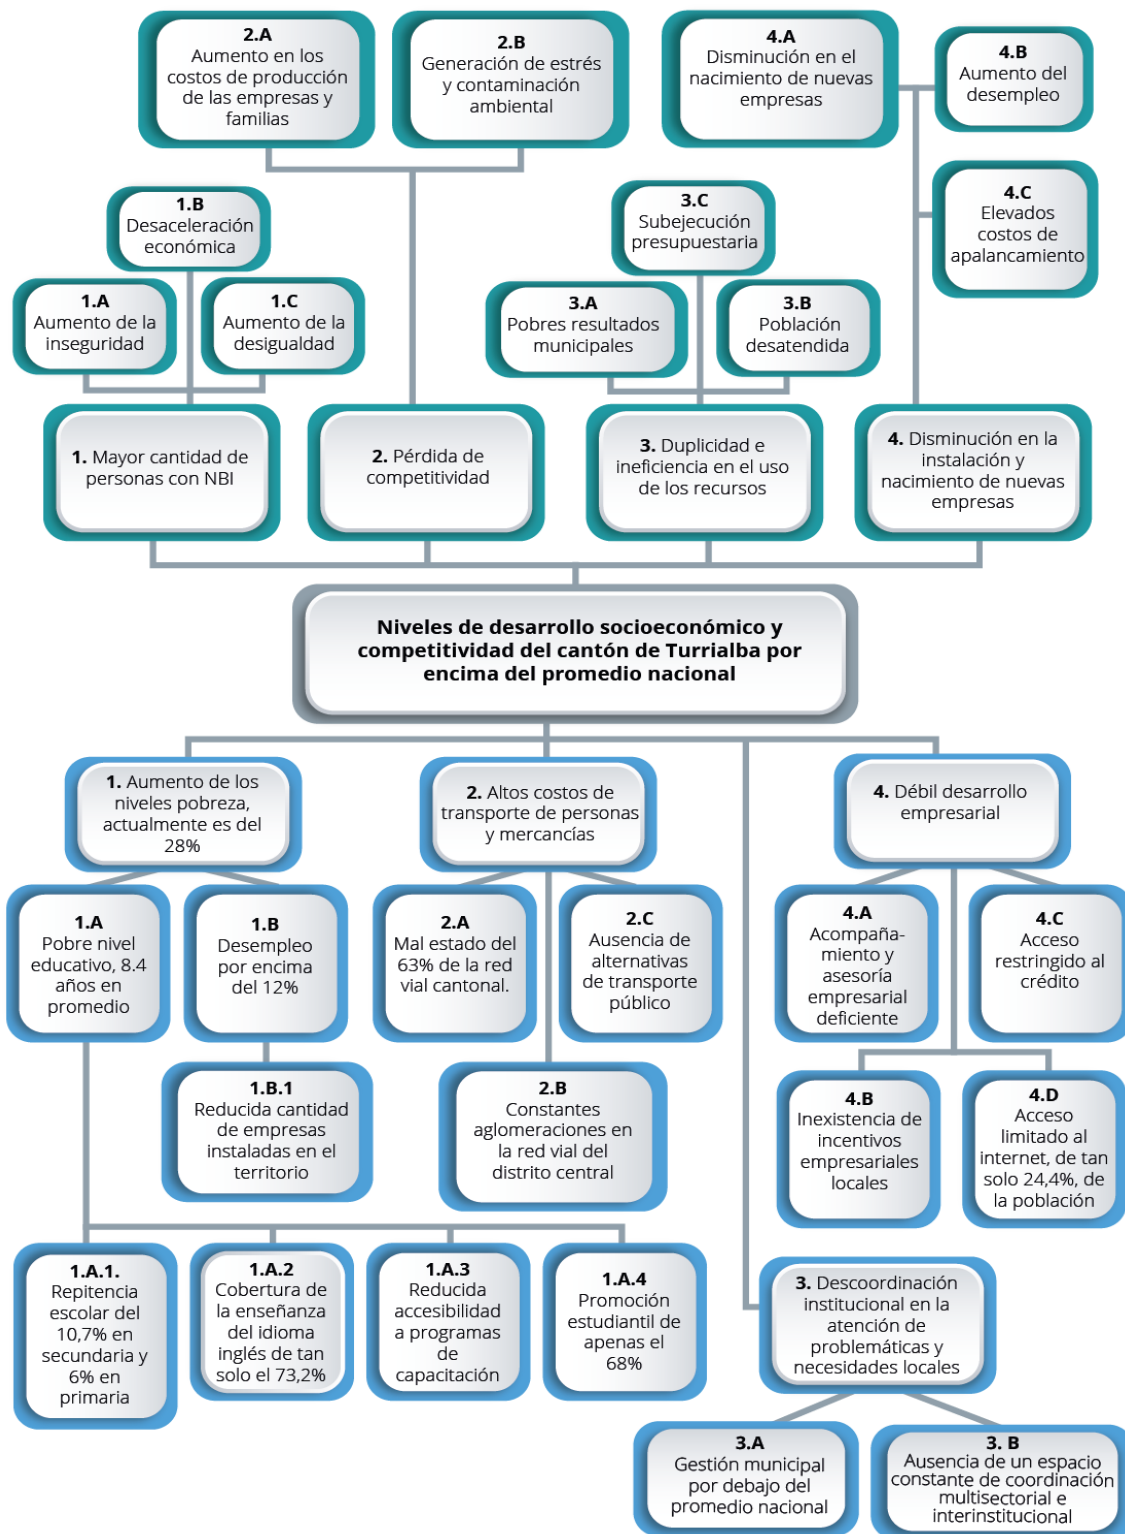 2.A
Aumento en los
costos de producción
de las empresas y
familias
2.B
Generación de estrés
y contaminación
ambiental
4.A
Disminución en el
nacimiento de nuevas
empresas
4.B
Aumento del
desempleo
1.B
Desaceleración
económica
3.C
Subejecución
presupuestaria
4.C
Elevados
costos de
apalancamiento
1.A
Aumento de la
inseguridad
1.C
Aumento de la
desigualdad
3.A
Pobres resultados
municipales
3.B
Población
desatendida
1. Mayor cantidad de
personas con NBI
2. Pérdida de
competitividad
3. Duplicidad e
ineficiencia en el uso
de los recursos
4. Disminución en la
instalación y
nacimiento de nuevas
empresas
Niveles de desarrollo socioeconómico y
competitividad del cantón de Turrialba por
encima del promedio nacional
1. Aumento de los
niveles pobreza,
actualmente es del
28%
2. Altos costos de
transporte de personas
y mercancías
4. Débil desarrollo
empresarial
1.A
Pobre nivel
educativo, 8.4
años en
promedio
1.B
Desempleo
por encima
del 12%
2.A
Mal estado del
63% de la red
vial cantonal.
2.C
Ausencia de
alternativas
de transporte
público
4.A
Acompaña-
miento y
asesoría
empresarial
deficiente
4.C
Acceso
restringido al
crédito
1.B.1
Reducida cantidad
de empresas
instaladas en el
territorio
2.B
Constantes
aglomeraciones en
la red vial del
distrito central
4.B
Inexistencia de
incentivos
empresariales
locales
4.D
Acceso
limitado al
internet, de tan
solo 24,4%, de
la población
1.A.1.
Repitencia
escolar del
10,7% en
secundaria y
6% en
primaria
1.A.2
Cobertura de
la enseñanza
del idioma
inglés de tan
solo el 73,2%
1.A.3
Reducida
accesibilidad
a programas
de
capacitación
1.A.4
Promoción
estudiantil de
apenas el
68%
3. Descoordinación
institucional en la
atención de
problemáticas y
necesidades locales
3.A
Gestión municipal
por debajo del
promedio nacional
3. B
Ausencia de un espacio
constante de coordinación
multisectorial e
interinstitucional